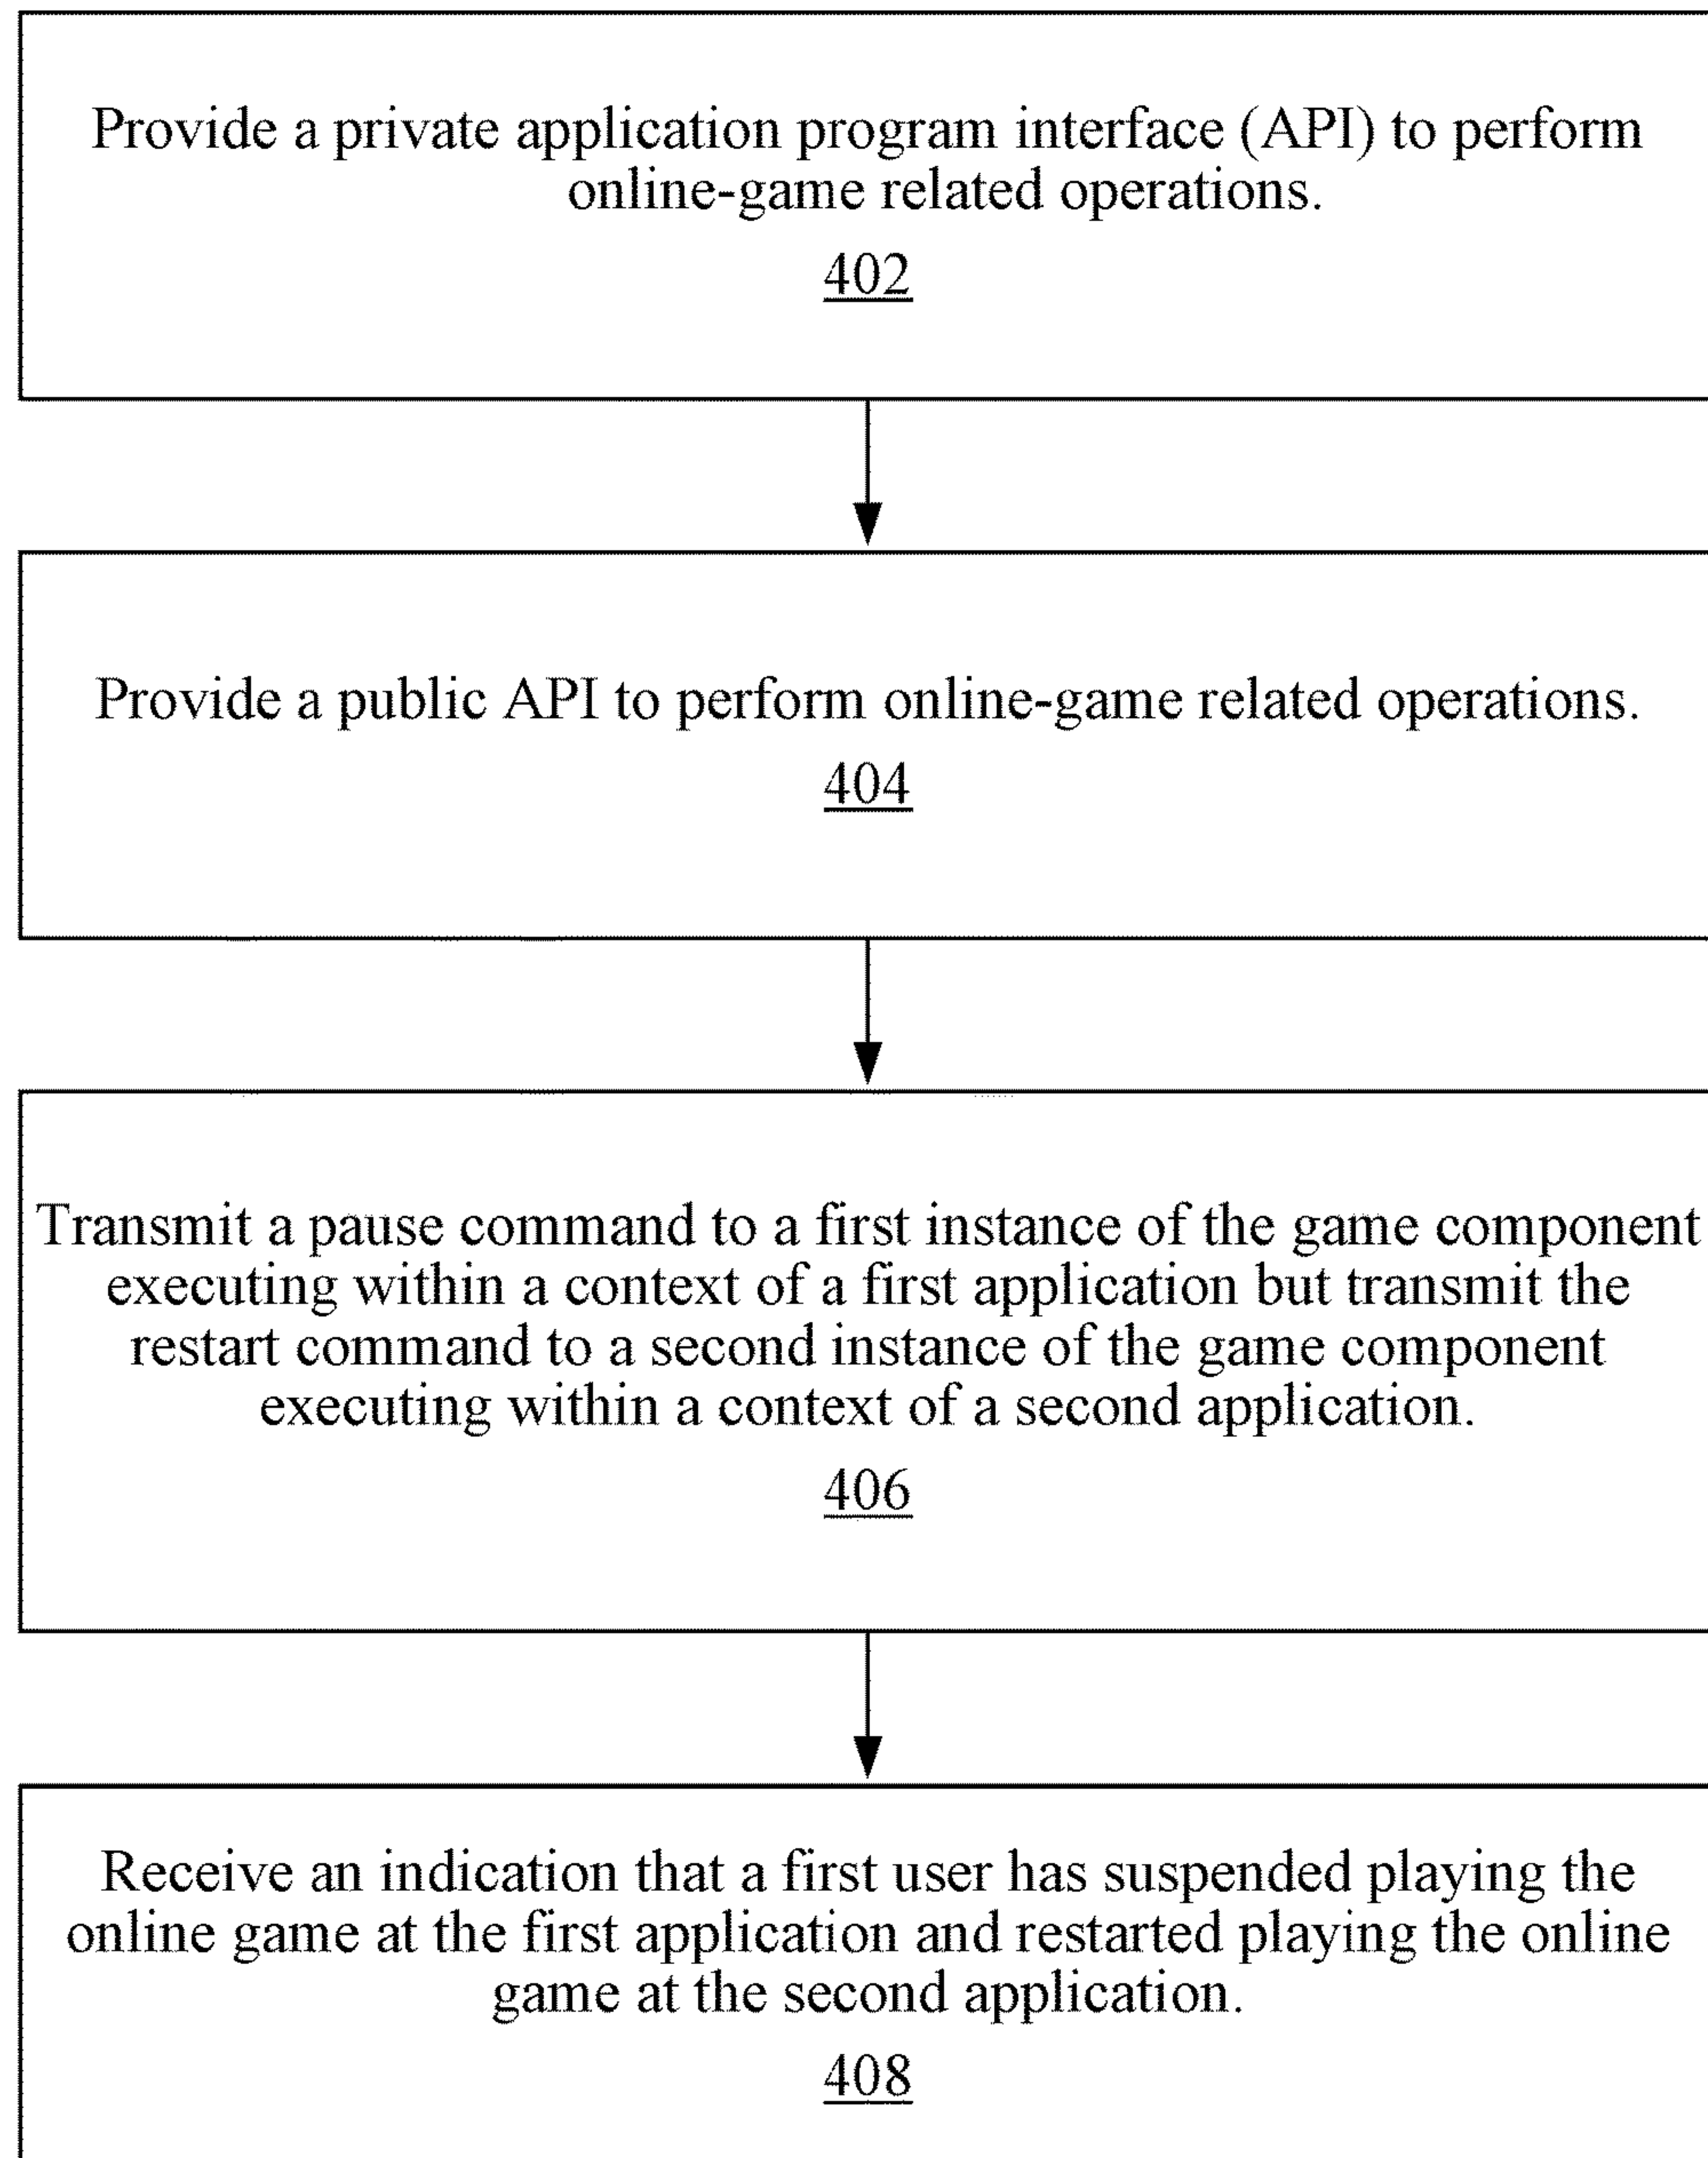 Provide a private application program interface (API) to perform
online-game related operations.
402
Provide a public API to perform online-game related operations.
404
Transmit a pause command to a first instance of the game component
executing within a context of a first application but transmit the
restart command to a second instance of the game component
executing within a context of a second application.
406
Receive an indication that a first user has suspended playing the
online game at the first application and restarted playing the online
game at the second application.
408